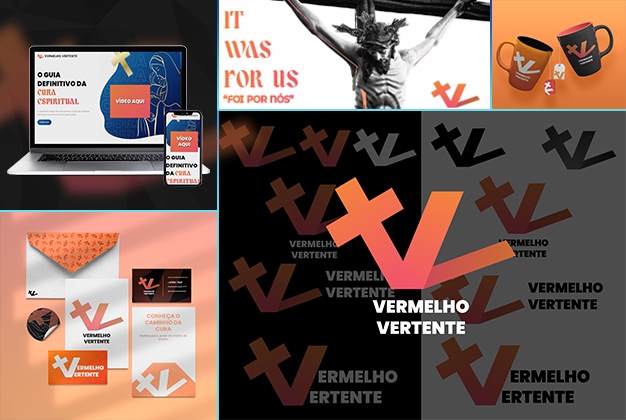 VERMELHO VERTENTE
O GUIA
DEFINITIVO DA
CURA
ESPIRITUAL
VÍDEO AQUI
VÍDEO
AQUI
O GUIA
DEFINITIVO DA
CURA
ESPIRITUAL
IT
WAS
FOR US
"FOI POR NÓS"
CONHEÇA O
CAMINHO DA
CURA
VERMELHO
VERTENTE
VERMELHO
VERTENTE
VERMELHO
VERTENTE
VERMELHO
VERTENTE
VERMELHO
VERTENTE
VERMELHO
VERTENTE
VERMELHO
VERTENTE
ERMELHO
VERTENTE
ERMELHO
VERTENTE